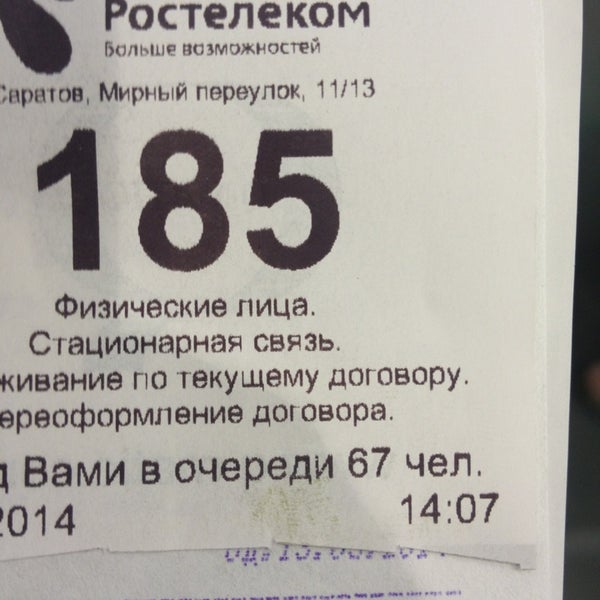 Ростелеком
Больше возможностей
Саратов, Мирный переулок, 11/13
185
Физические лица.
Стационарная связь.
живание по текущему договору.
ереоформление договора.
д Вами в очереди 67 чел.
2014 14:07